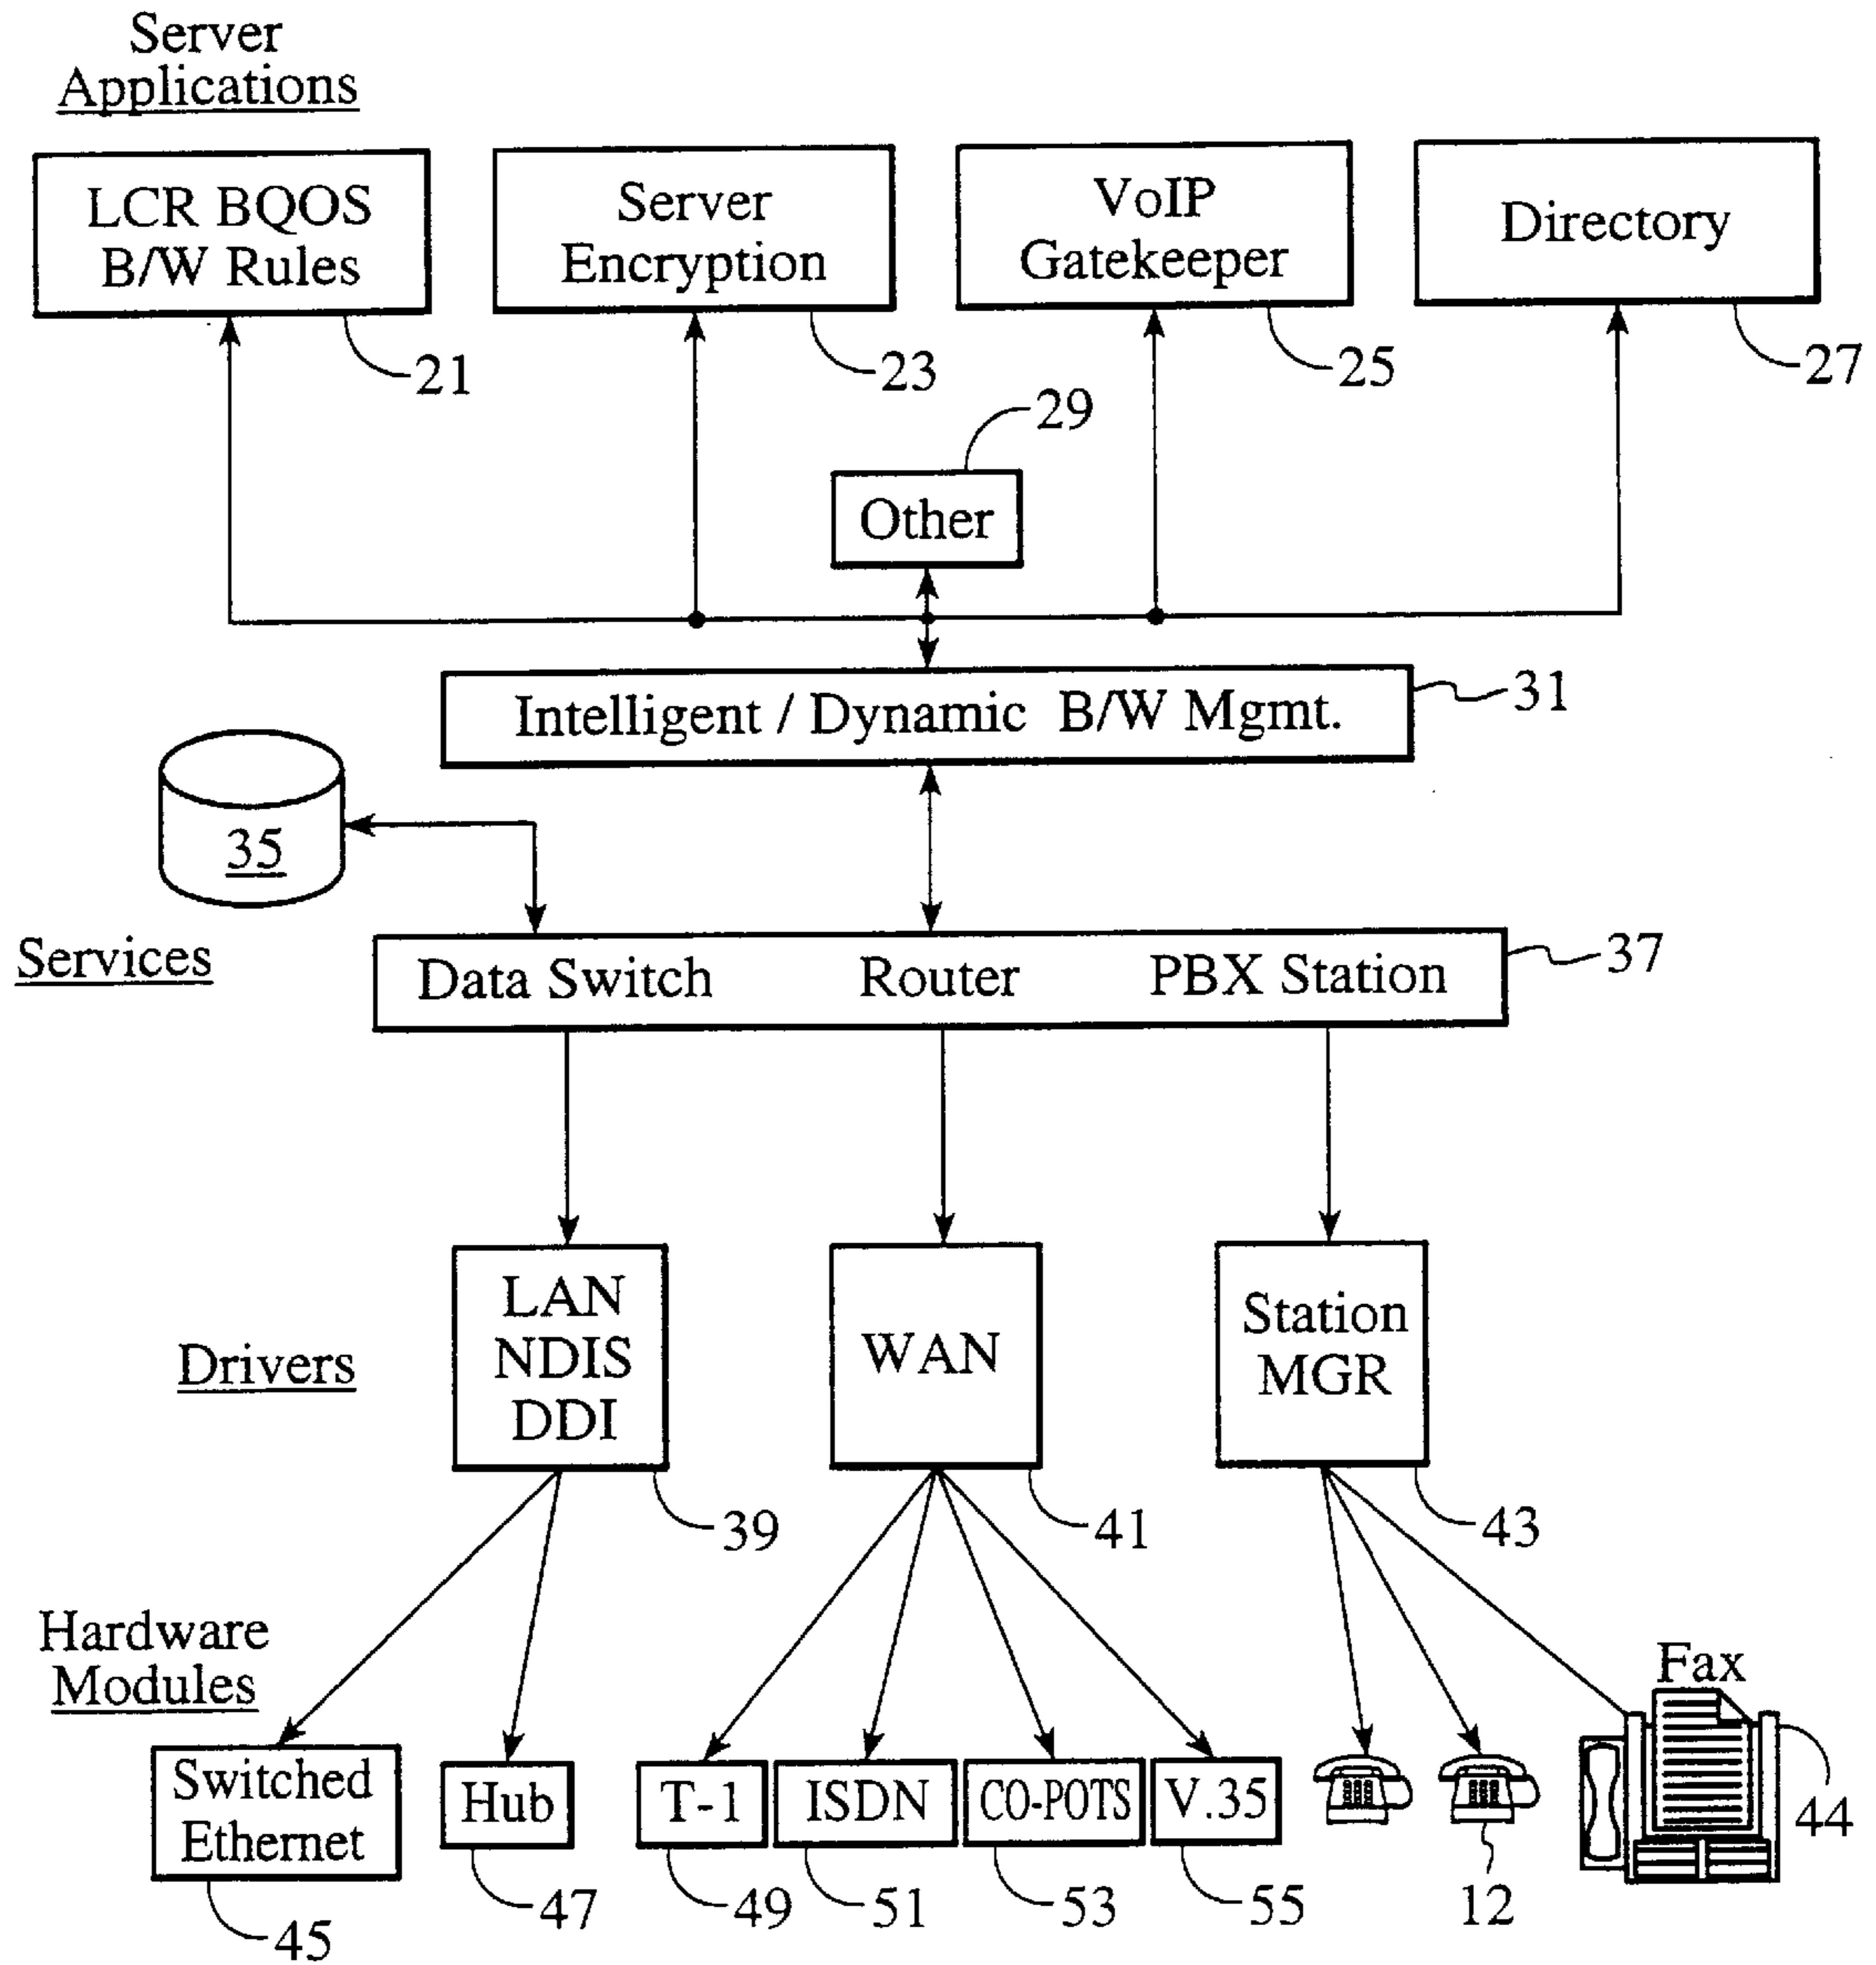 Server
Applications
LCR BQOS
B/W Rules
Server
Encryption
VoIP
Gatekeeper
Directory
21
23
25
27
29
Other
Intelligent / Dynamic B/W Mgmt.
31
35
Services
Data Switch Router PBX Station
37
Drivers
LAN
NDIS
DDI
WAN
Station
MGR
39
41
43
Hardware
Modules
Fax
Switched
Ethernet
Hub
T-1
ISDN
CO-POTS
V.35
44
45
47
49
51
53
55
12